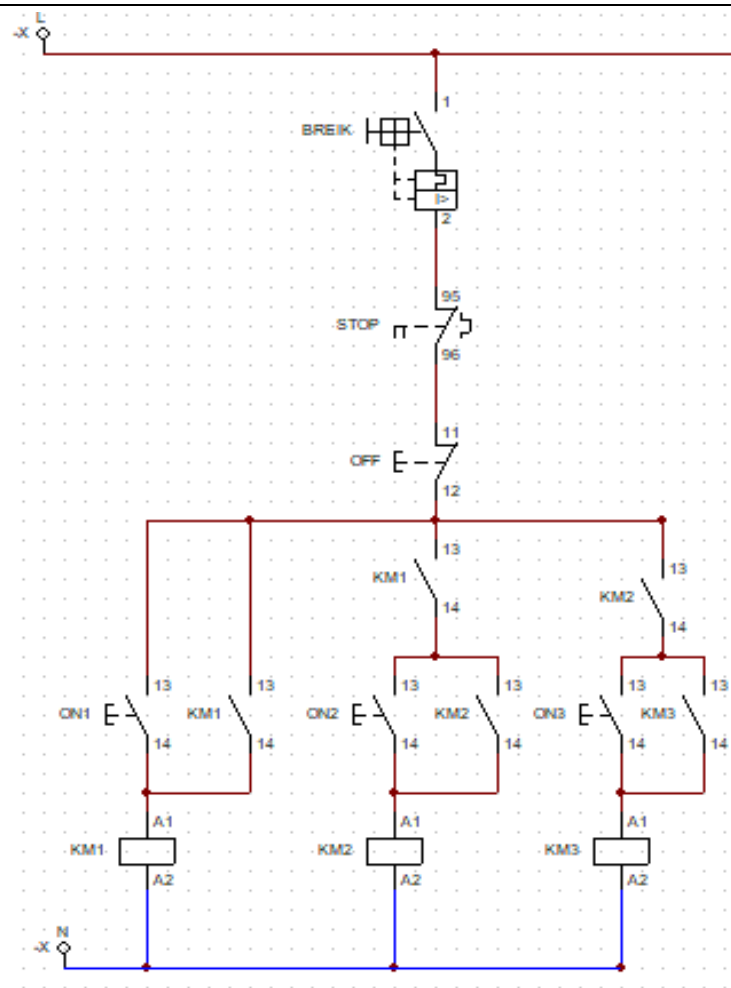 L
-X
1
BREIK
I>
2
95
STOP
96
11
OFF
12
13
KM1
14
13
KM2
14
13
ON1
14
13
KM1
14
13
ON2
14
13
KM2
14
13
ON3
14
13
KM3
14
A1
KM1
A2
A1
KM2
A2
A1
KM3
A2
N
-X